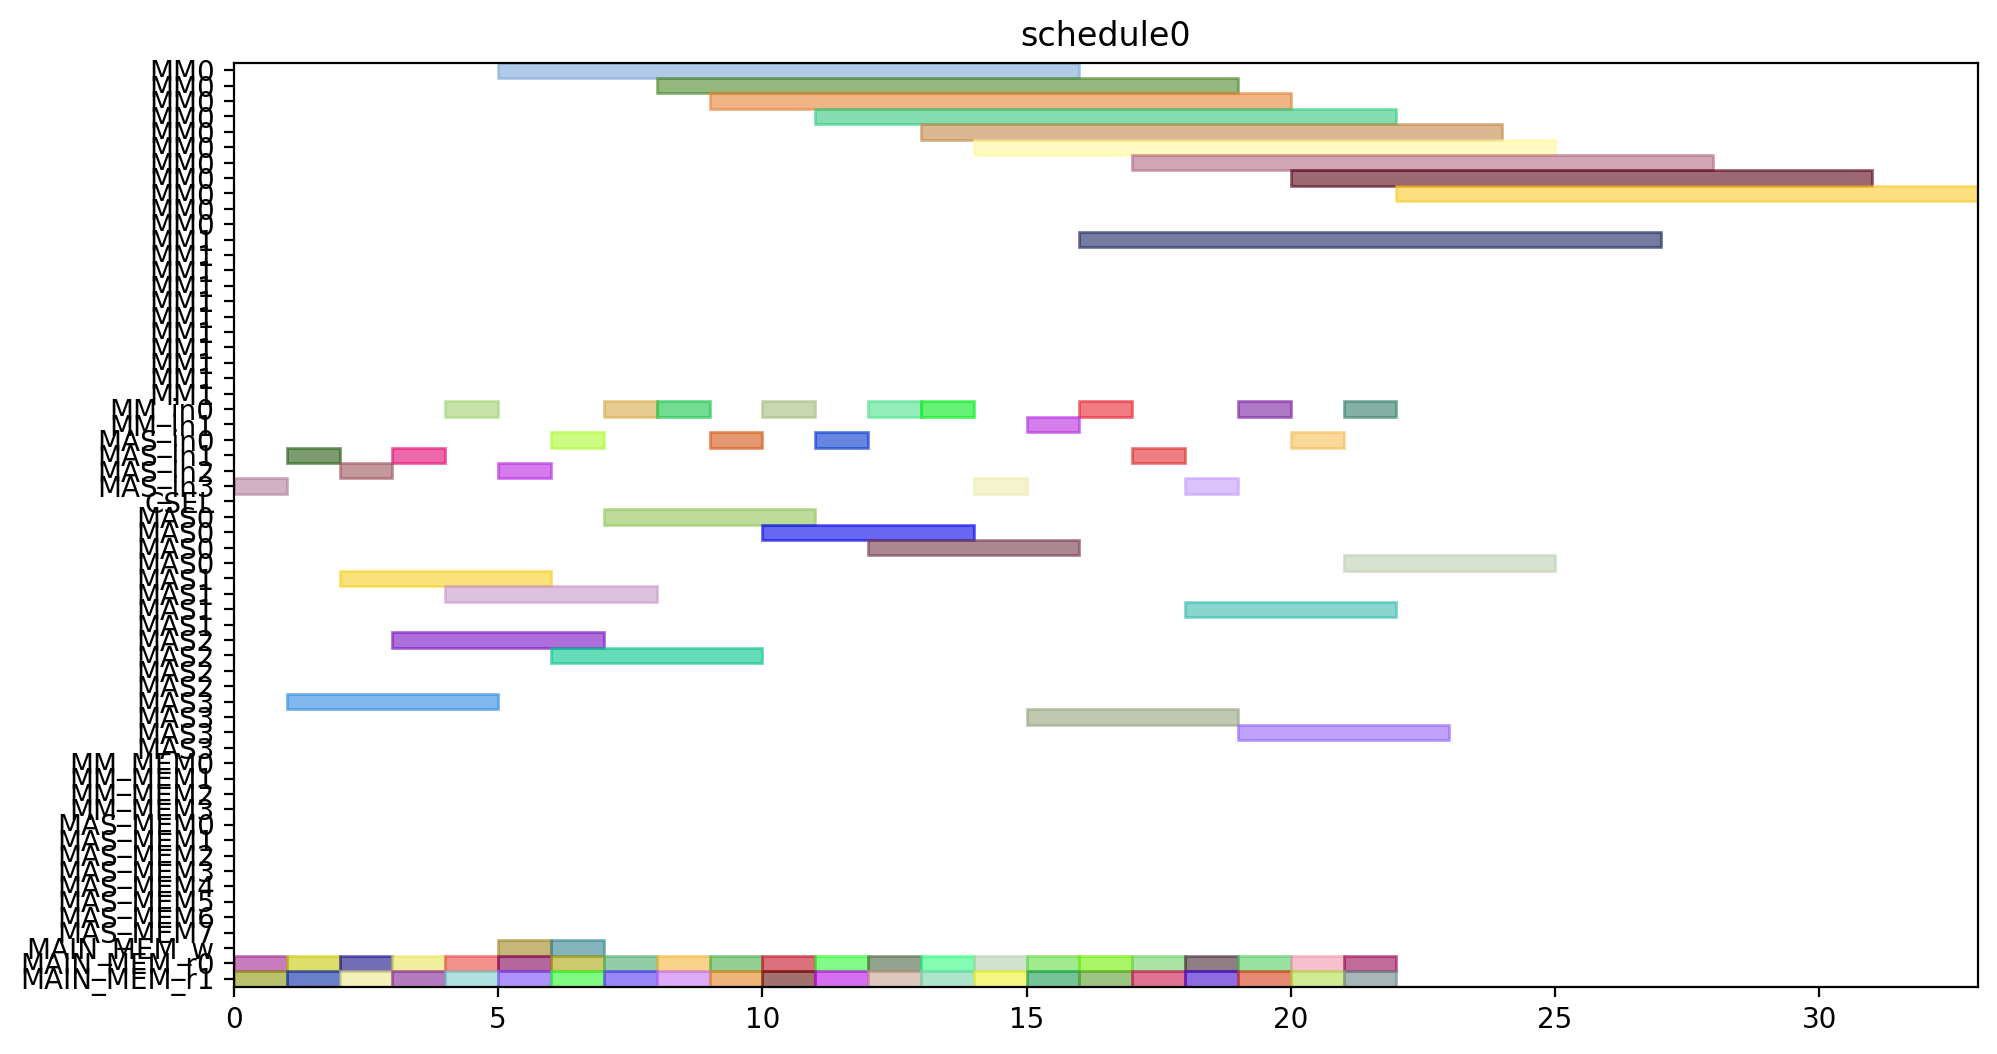 schedule0
MM0
MM0
MM0
MM0
MM0
MM0
MM0
MM0
MM0
MM0
MM0
MM1
MM1
MM1
MM1
MM1
MM1
MM1
MM1
MM1
MM1
MM1
MM_in0
MM_in1
MAS_in0
MAS_in1
MAS_in2
MAS_in3
CSEL
MAS0
MAS0
MAS0
MAS0
MAS1
MAS1
MAS1
MAS1
MAS2
MAS2
MAS2
MAS2
MAS3
MAS3
MAS3
MAS3
MM_MEM0
MM_MEM1
MM_MEM2
MM_MEM3
MAS_MEM0
MAS_MEM1
MAS_MEM2
MAS_MEM3
MAS_MEM4
MAS_MEM5
MAS_MEM6
MAS_MEM7
MAIN_MEM_w
MAIN_MEM_r0
MAIN_MEM_r1
0 5 10 15 20 25 30